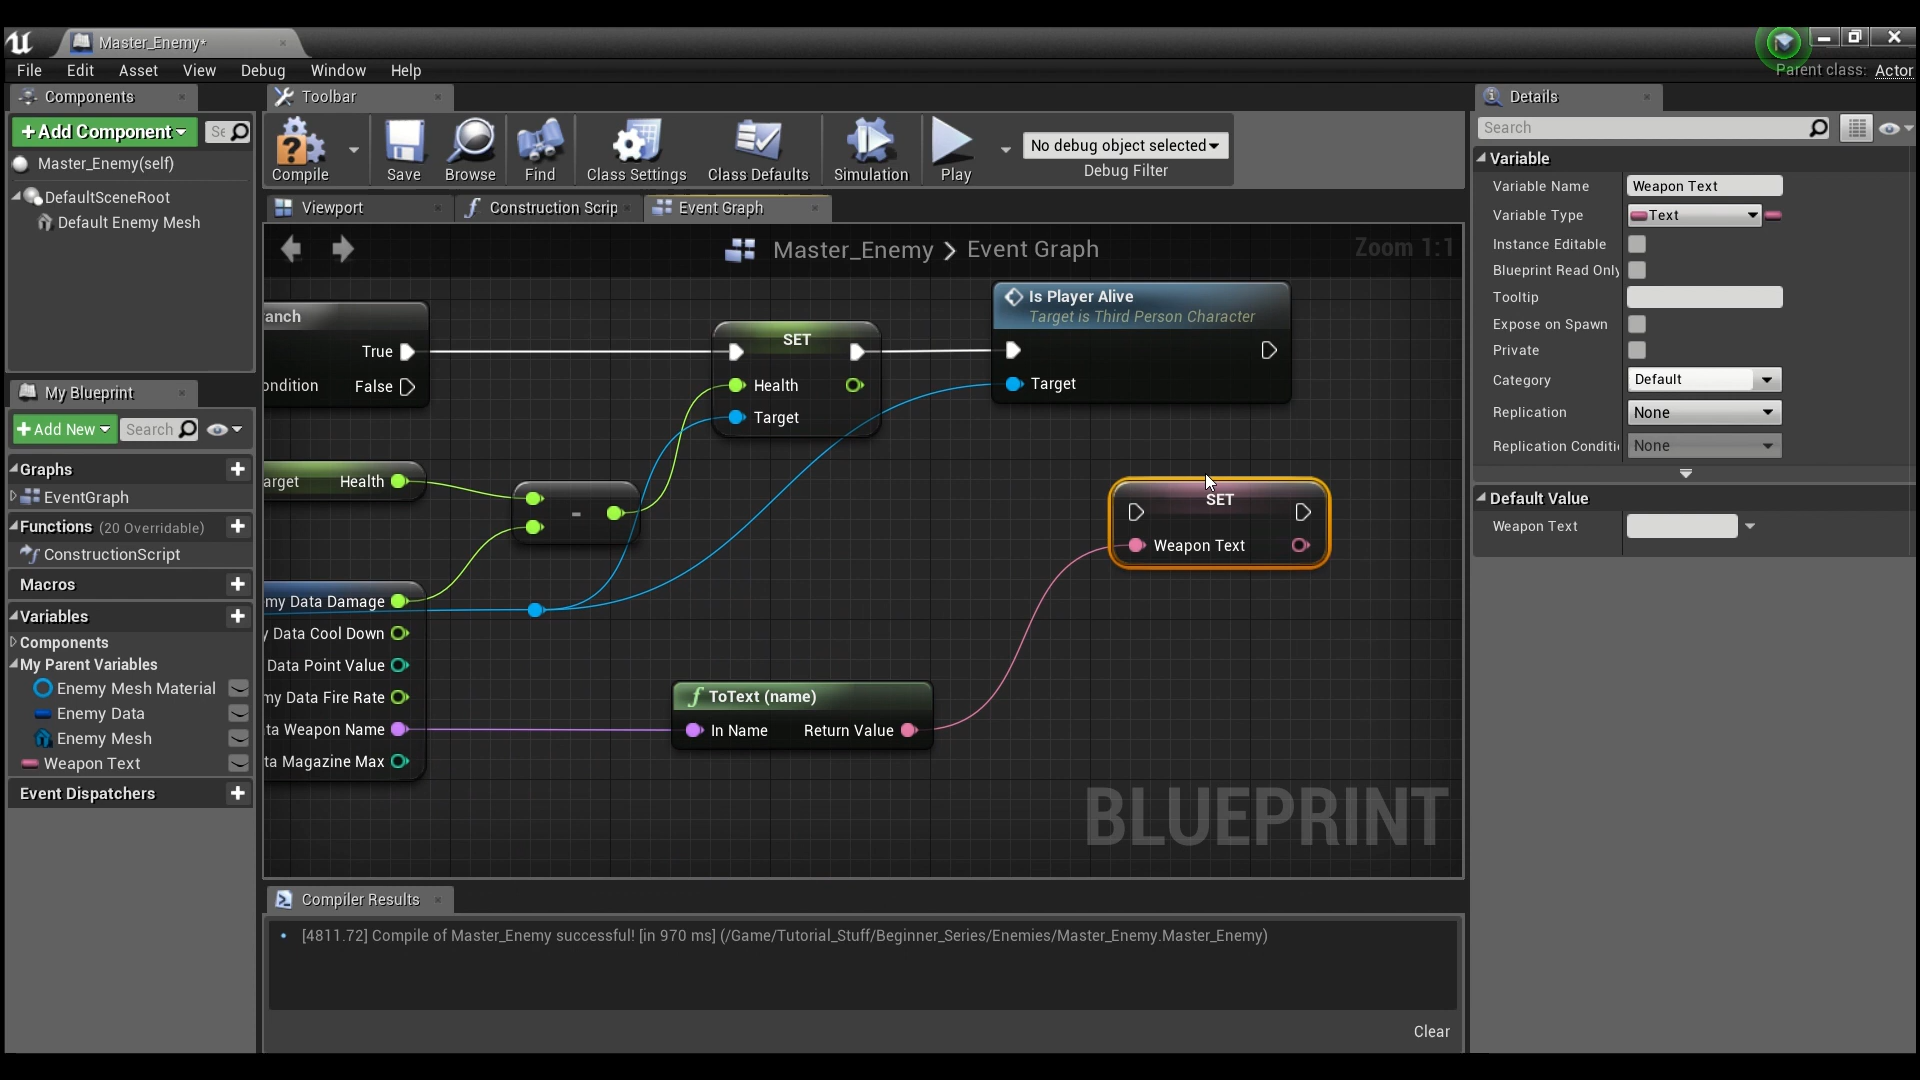 Master_Enemy*
File Edit Asset View Debug Window Help
Parent class: Actor
Components
+Add Component
Master_Enemy(self)
DefaultSceneRoot
Default Enemy Mesh
Toolbar
Compile Save Browse Find Class Settings Class Defaults Simulation Play
No debug object selected
Debug Filter
Viewport Construction Scrip Event Graph
Master_Enemy > Event Graph
Zoom 1:1
anch
True
ondition False
SET
Health
Target
Is Player Alive
Target is Third Person Character
Target
arget Health
-
SET
Weapon Text
my Data Damage
y Data Cool Down
Data Point Value
my Data Fire Rate
ta Weapon Name
ta Magazine Max
ToText (name)
In Name Return Value
BLUEPRINT
My Blueprint
+Add New Search
Graphs
EventGraph
Functions (20 Overridable)
ConstructionScript
Macros
Variables
Components
My Parent Variables
Enemy Mesh Material
Enemy Data
Enemy Mesh
Weapon Text
Event Dispatchers
Compiler Results
[4811.72] Compile of Master_Enemy successful! [in 970 ms] (/Game/Tutorial_Stuff/Beginner_Series/Enemies/Master_Enemy.Master_Enemy)
Clear
Details
Search
Variable
Variable Name Weapon Text
Variable Type Text
Instance Editable
Blueprint Read Only
Tooltip
Expose on Spawn
Private
Category Default
Replication None
Replication Conditi None
Default Value
Weapon Text